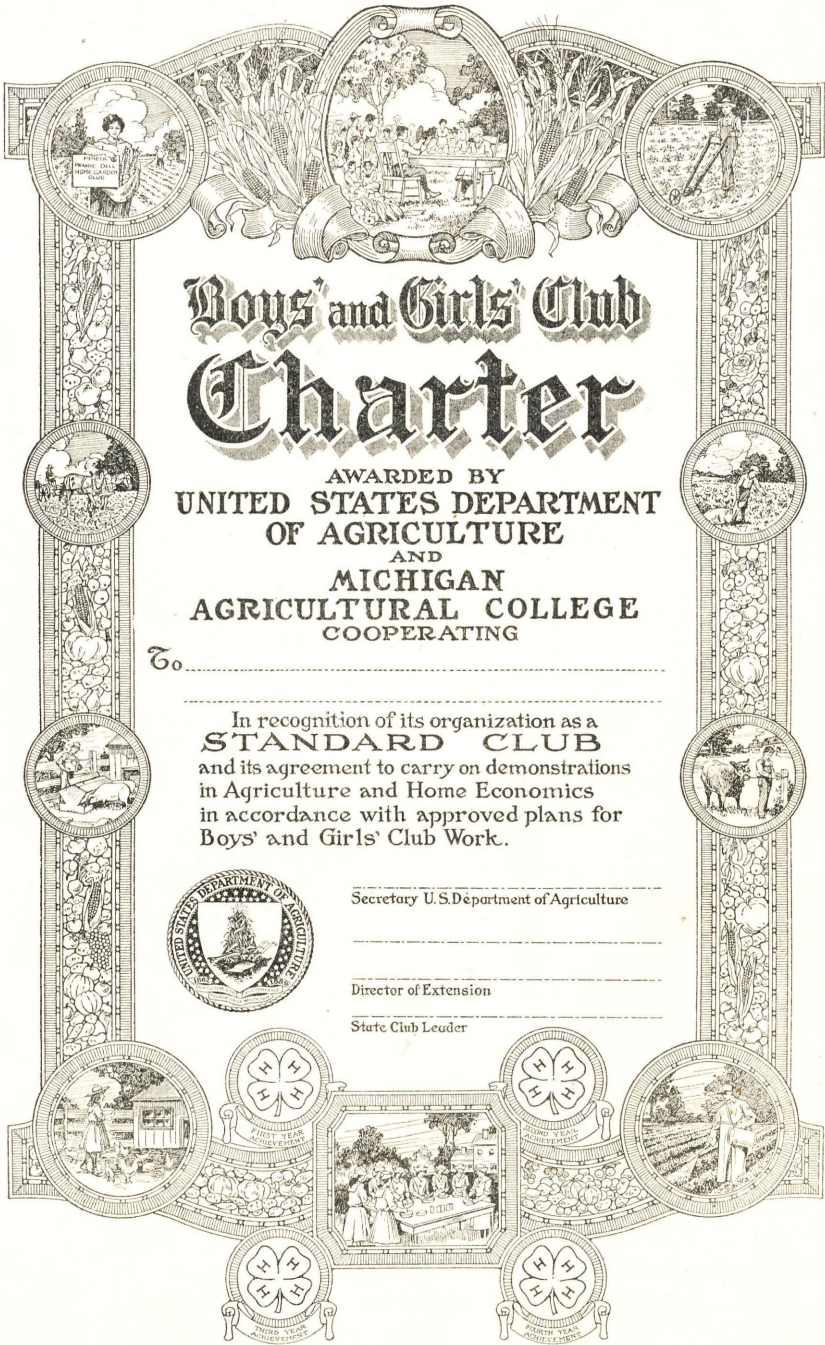 MEMBER
PRAIRIE DELL
HOME GARDEN
CLUB
Boys' and Girls' Club
Charter
AWARDED BY
UNITED STATES DEPARTMENT
OF AGRICULTURE
AND
MICHIGAN
AGRICULTURAL COLLEGE
COOPERATING
To
In recognition of its organization as a
STANDARD CLUB
and its agreement to carry on demonstrations
in Agriculture and Home Economics
in accordance with approved plans for
Boys' and Girls' Club Work.
UNITED STATES DEPARTMENT OF AGRICULTURE
1862 1889
Secretary U.S. Department of Agriculture
Director of Extension
State Club Leader
H H H H
FIRST YEAR
ACHIEVEMENT
H H H H
SECOND YEAR
ACHIEVEMENT
H H H H
THIRD YEAR
ACHIEVEMENT
H H H H
FOURTH YEAR
ACHIEVEMENT